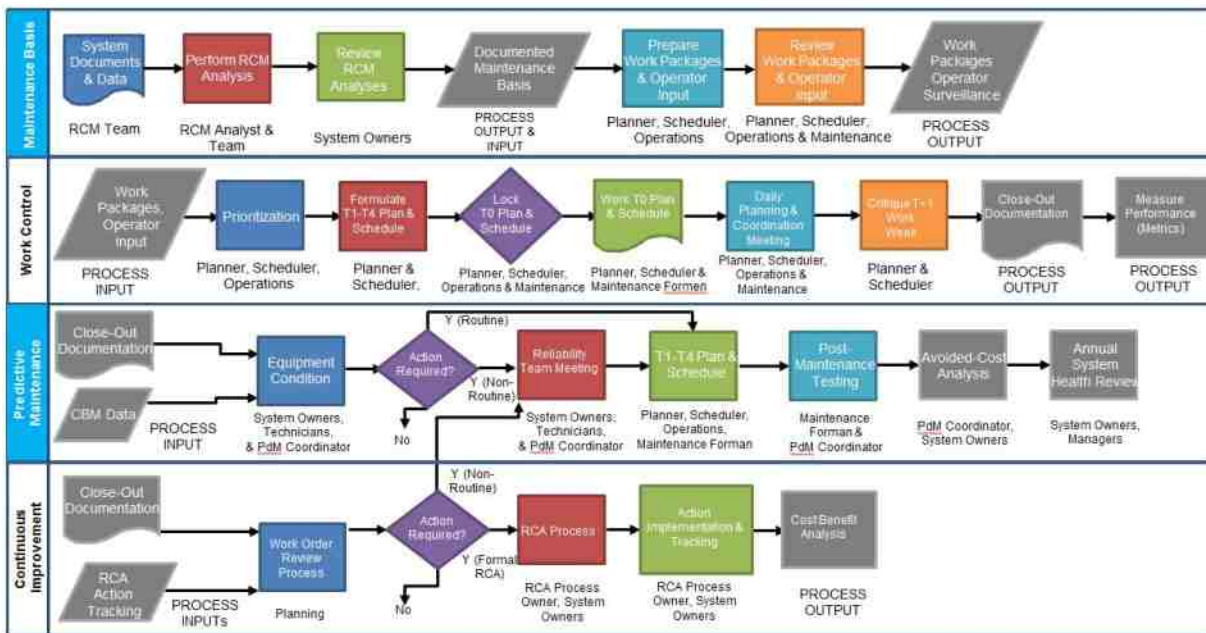 Maintenance Basis
System
Documents
& Data
RCM Team
Perform RCM
Analysis
RCM Analyst &
Team
Review
RCM
Analyses
System Owners
Documented
Maintenance
Basis
PROCESS
OUTPUT &
INPUT
Prepare
Work Packages
& Operator
Input
Planner, Scheduler,
Operations
Review
Work Packages
& Operator
Input
Planner, Scheduler,
Operations & Maintenance
Work
Packages
Operator
Surveillance
PROCESS
OUTPUT
Work Control
Work
Packages,
Operator
Input
PROCESS
INPUT
Prioritization
Planner, Scheduler,
Operations
Formulate
T1-T4 Plan &
Schedule
Planner &
Scheduler,
Lock
T0 Plan &
Schedule
Planner, Scheduler,
Operations & Maintenance
Work T0 Plan
& Schedule
Planner, Scheduler &
Maintenance Formen
Daily
Planning &
Coordination
Meeting
Planner, Scheduler,
Operations &
Maintenance
Critique T+1
Work
Week
Planner &
Scheduler
Close-Out
Documentation
PROCESS
OUTPUT
Measure
Performance
(Metrics)
PROCESS
OUTPUT
Predictive
Maintenance
Close-Out
Documentation
CBM Data
PROCESS
INPUT
Equipment
Condition
System Owners,
Technicians,
& PdM Coordinator
Action
Required?
Y (Routine)
Y (Non-
Routine)
No
Reliability
Team Meeting
System Owners,
Technicians,
& PdM Coordinator
T1-T4 Plan &
Schedule
Planner, Scheduler,
Operations,
Maintenance Forman
Post-
Maintenance
Testing
Maintenance
Forman &
PdM Coordinator
Avoided-Cost
Analysis
PdM Coordinator,
System Owners
Annual
System
Health Review
System Owners,
Managers
Continuous
Improvement
Close-Out
Documentation
RCA
Action
Tracking
PROCESS
INPUTs
Work Order
Review
Process
Planning
Action
Required?
Y (Non-
Routine)
Y (Formal
RCA)
No
RCA Process
RCA Process
Owner, System
Owners
Action
Implementation &
Tracking
RCA Process
Owner, System
Owners
Cost Benefit
Analysis
PROCESS
OUTPUT